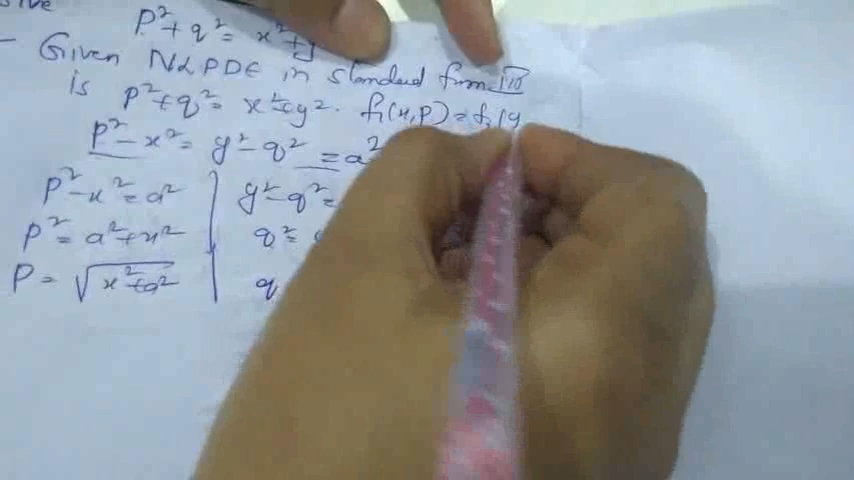 p² + q² = x² + y
Given NLPDE in standard form III
is p² + q² = x² + y². f₁(x,p) = f₂(y
p² - x² = y² - q² = a²
p² - x² = a² | y² - q² =
p² = a² + x² | q² =
p = √(x² + a²) | q